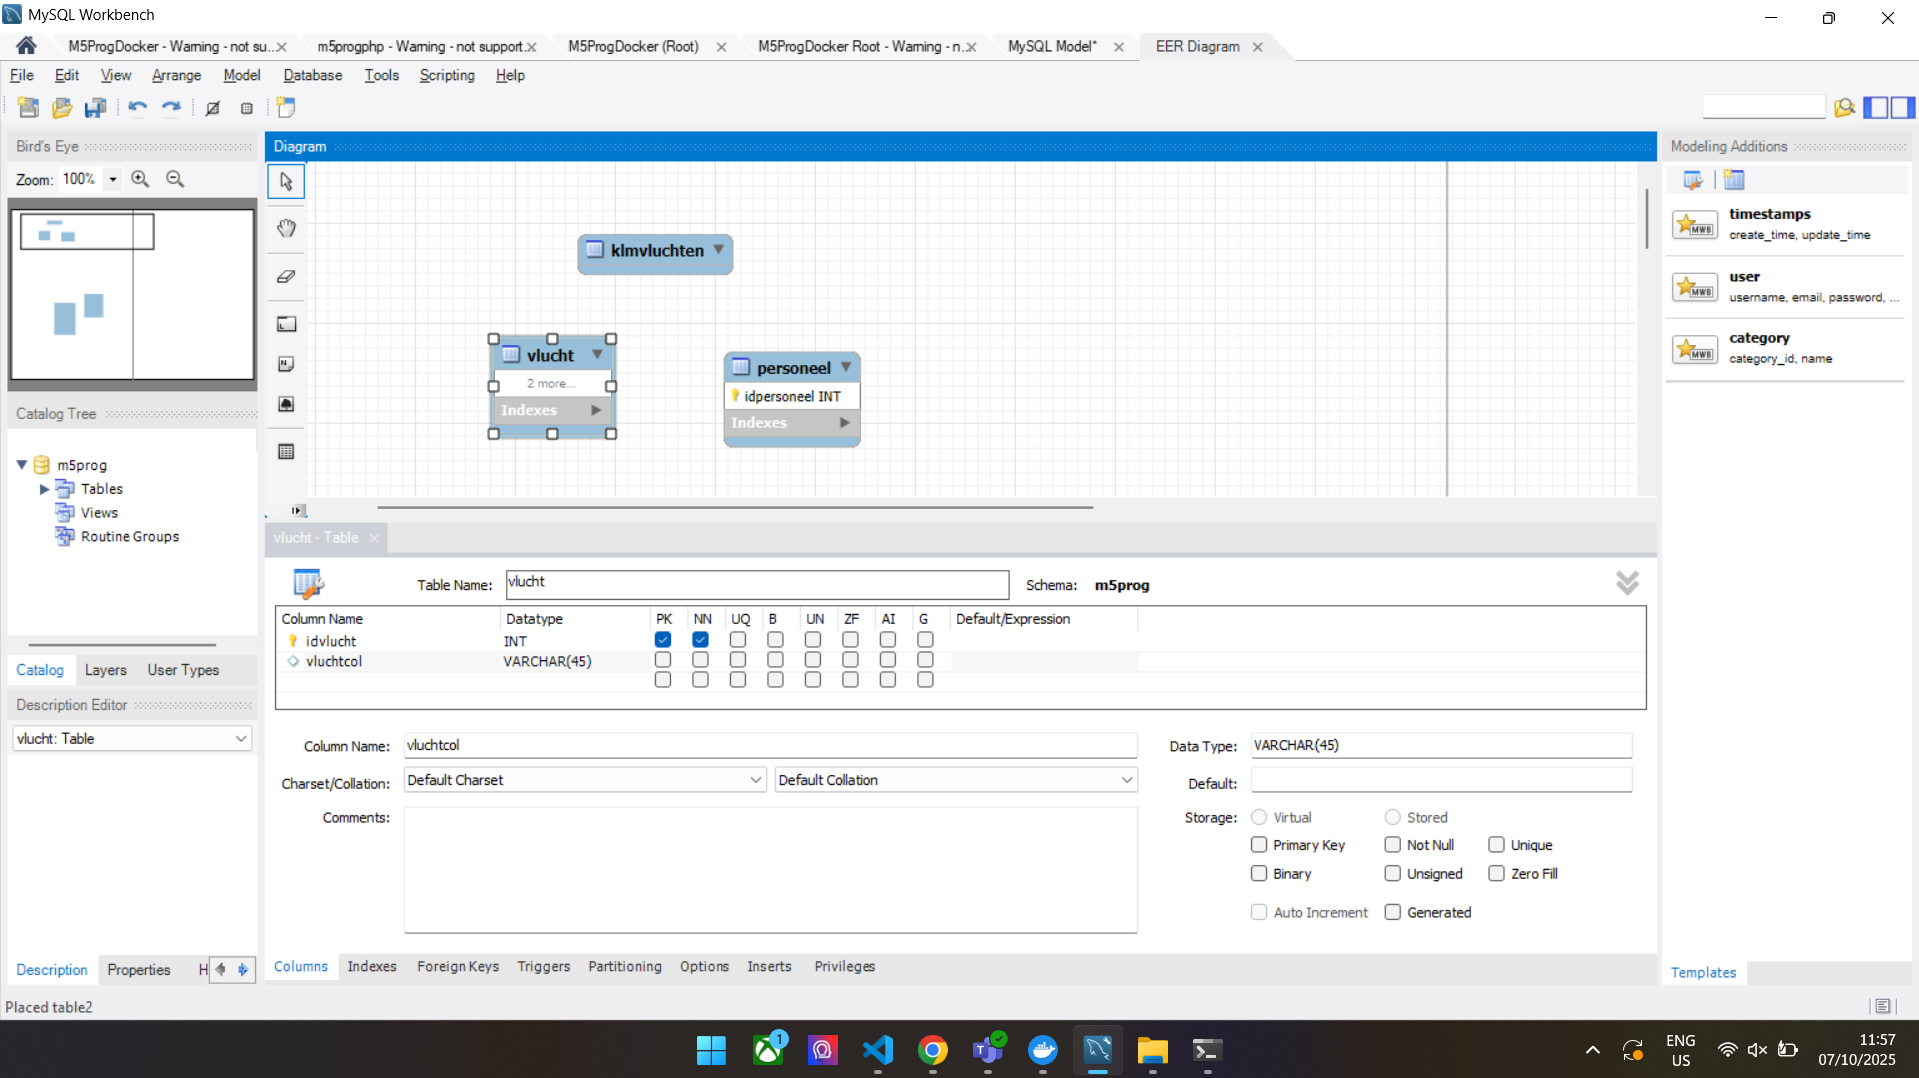 MySQL Workbench
M5ProgDocker - Warning - not su...
m5progphp - Warning - not support...
M5ProgDocker (Root)
M5ProgDocker Root - Warning - n...
MySQL Model*
EER Diagram
File Edit View Arrange Model Database Tools Scripting Help
Bird's Eye
Zoom: 100%
Catalog Tree
m5prog
Tables
Views
Routine Groups
Catalog Layers User Types
Description Editor
vlucht: Table
Description Properties H
Placed table2
Diagram
klmvluchten
vlucht
2 more...
Indexes
personeel
idpersoneel INT
Indexes
vlucht - Table
Table Name: vlucht Schema: m5prog
Column Name Datatype PK NN UQ B UN ZF AI G Default/Expression
idvlucht INT
vluchtcol VARCHAR(45)
Column Name: vluchtcol Data Type: VARCHAR(45)
Charset/Collation: Default Charset Default Collation Default:
Comments: Storage: Virtual Stored
Primary Key Not Null Unique
Binary Unsigned Zero Fill
Auto Increment Generated
Columns Indexes Foreign Keys Triggers Partitioning Options Inserts Privileges
Modeling Additions
MWB
timestamps
create_time, update_time
MWB
user
username, email, password, ...
MWB
category
category_id, name
Templates
1
ENG
US
11:57
07/10/2025